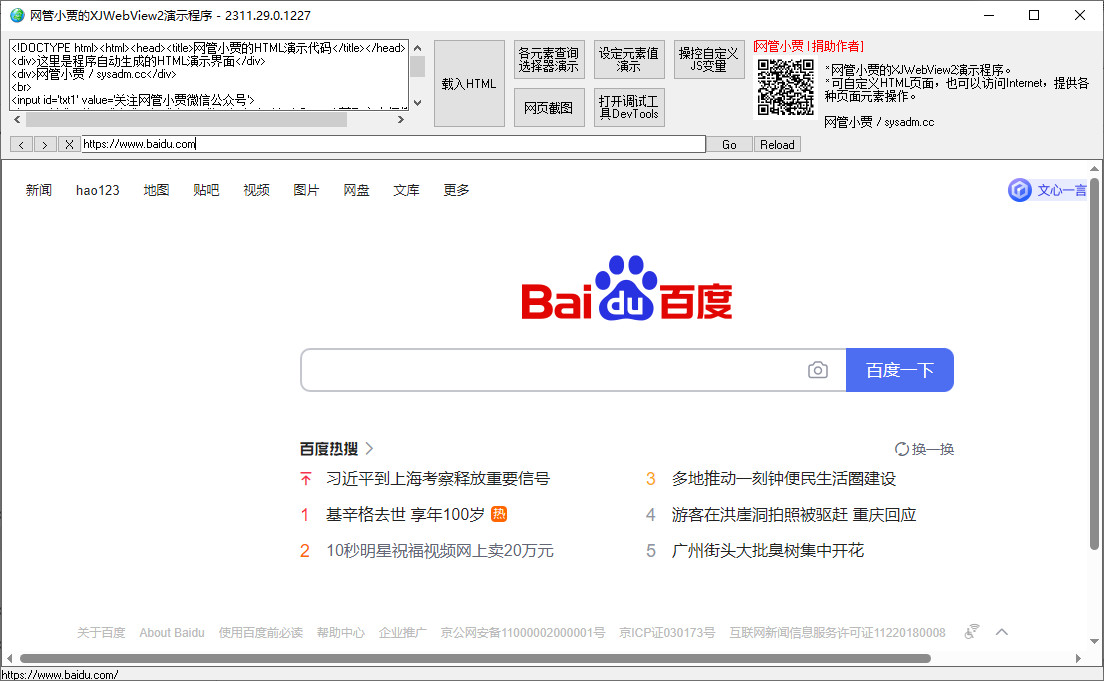 网管小贾的XJWebView2演示程序 - 2311.29.0.1227
<!DOCTYPE html><html><head><title>网管小贾的HTML演示代码</title></head>
<div>这里是程序自动生成的HTML演示界面</div>
<div>网管小贾 / sysadm.cc</div>
<br>
<input id='txt1' value='关注网管小贾微信公众号'>
载入HTML
各元素查询
选择器演示
设定元素值
演示
操控自定义
JS变量
网页截图
打开调试工
具DevTools
[网管小贾 | 捐助作者]
*网管小贾的XJWebView2演示程序。
*可自定义HTML页面，也可以访问Internet，提供各
种页面元素操作。
网管小贾 / sysadm.cc
< > X https://www.baidu.com Go Reload
新闻 hao123 地图 贴吧 视频 图片 网盘 文库 更多 文心一言
Bai du 百度
百度一下
百度热搜 换一换
习近平到上海考察释放重要信号
1 基辛格去世 享年100岁 热
2 10秒明星祝福视频网上卖20万元
3 多地推动一刻钟便民生活圈建设
4 游客在洪崖洞拍照被驱赶 重庆回应
5 广州街头大批臭树集中开花
关于百度 About Baidu 使用百度前必读 帮助中心 企业推广 京公网安备11000002000001号 京ICP证030173号 互联网新闻信息服务许可证11220180008
https://www.baidu.com/